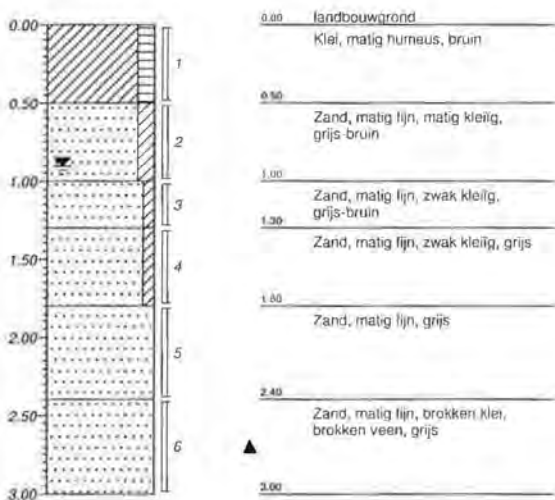 0.00
0.50
1.00
1.50
2.00
2.50
3.00
1
2
3
4
5
6
0.00 landbouwgrond
Klei, matig humeus, bruin
0.50
Zand, matig fijn, matig kleiïg,
grijs-bruin
1.00
Zand, matig fijn, zwak kleiïg,
grijs-bruin
1.30
Zand, matig fijn, zwak kleiïg, grijs
1.80
Zand, matig fijn, grijs
2.40
Zand, matig fijn, brokken klei,
brokken veen, grijs
3.00